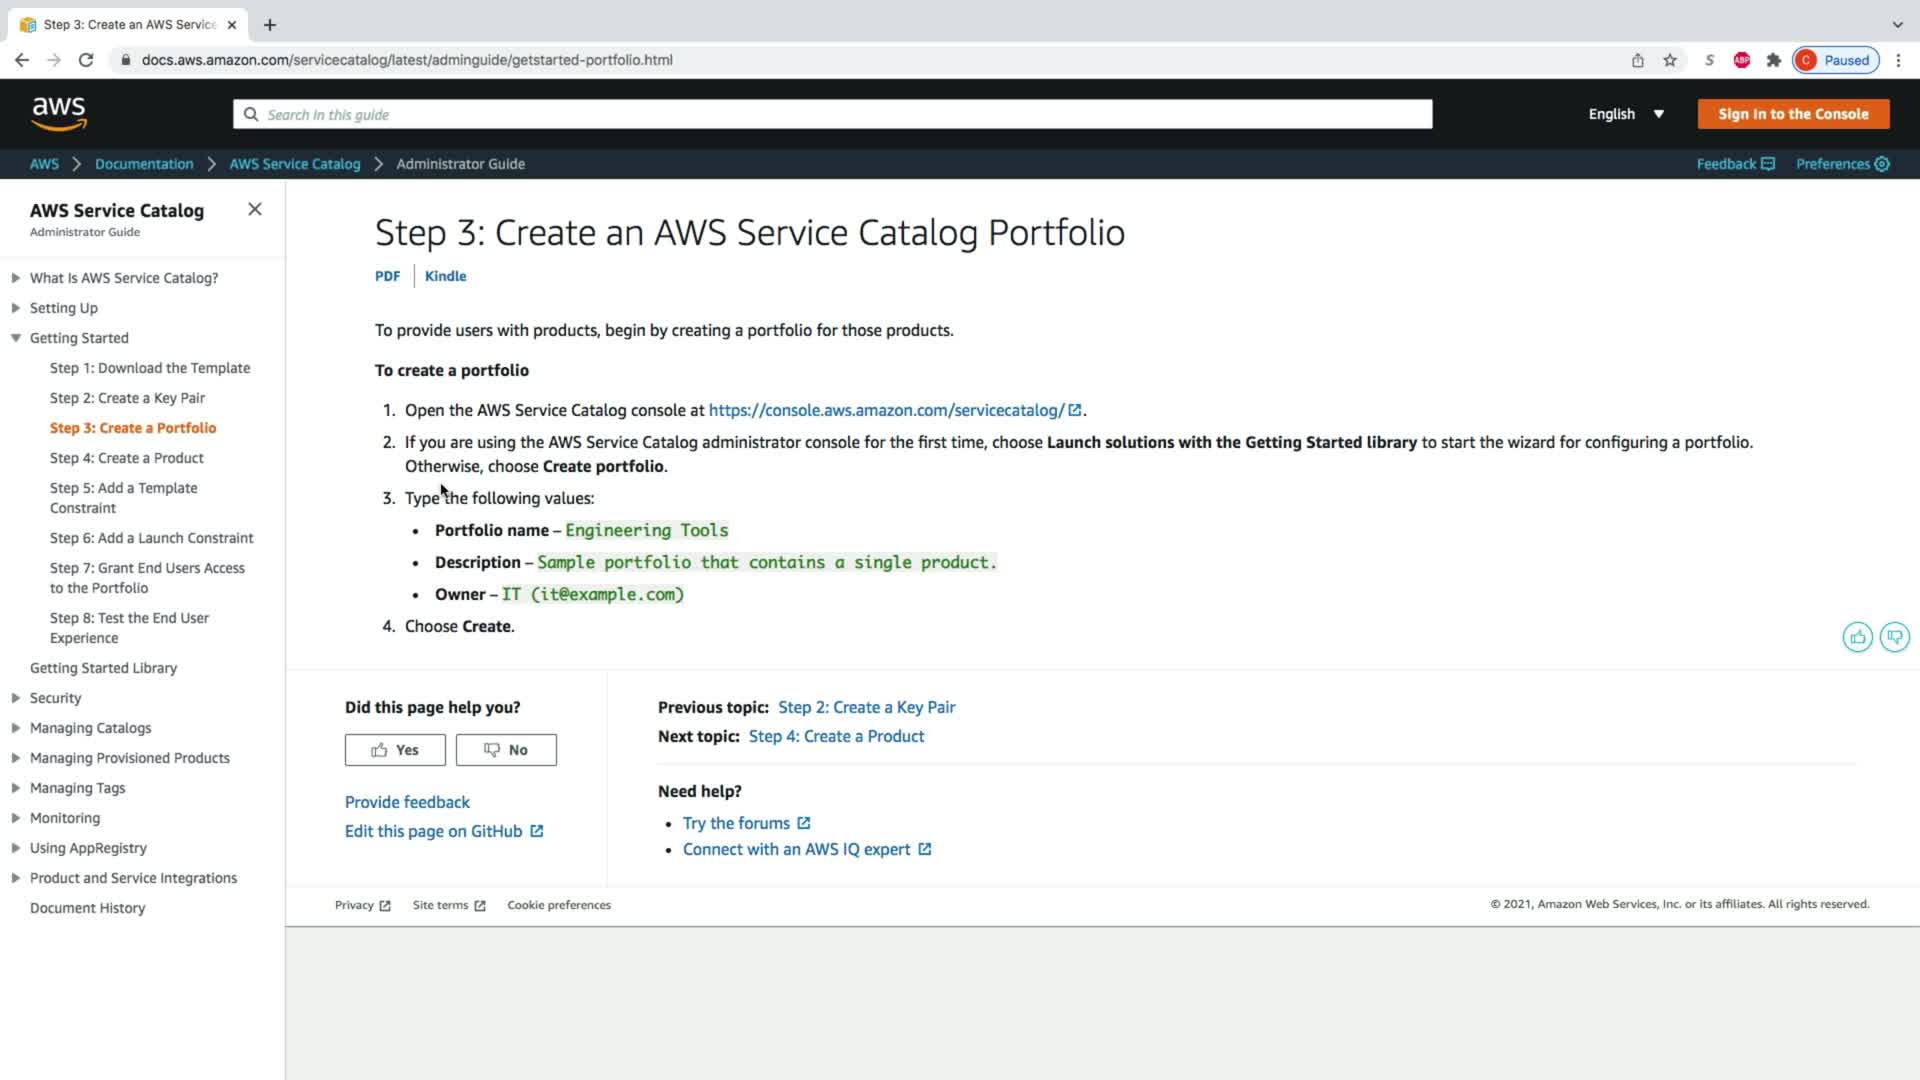 Step 3: Create an AWS Service
docs.aws.amazon.com/servicecatalog/latest/adminguide/getstarted-portfolio.html
S
ABP
C
Paused
aws
Search in this guide
English
Sign In to the Console
AWS
Documentation
AWS Service Catalog
Administrator Guide
Feedback
Preferences
AWS Service Catalog
Administrator Guide
What Is AWS Service Catalog?
Setting Up
Getting Started
Step 1: Download the Template
Step 2: Create a Key Pair
Step 3: Create a Portfolio
Step 4: Create a Product
Step 5: Add a Template
Constraint
Step 6: Add a Launch Constraint
Step 7: Grant End Users Access
to the Portfolio
Step 8: Test the End User
Experience
Getting Started Library
Security
Managing Catalogs
Managing Provisioned Products
Managing Tags
Monitoring
Using AppRegistry
Product and Service Integrations
Document History
Step 3: Create an AWS Service Catalog Portfolio
PDF
Kindle
To provide users with products, begin by creating a portfolio for those products.
To create a portfolio
1. Open the AWS Service Catalog console at https://console.aws.amazon.com/servicecatalog/.
2. If you are using the AWS Service Catalog administrator console for the first time, choose Launch solutions with the Getting Started library to start the wizard for configuring a portfolio.
Otherwise, choose Create portfolio.
3. Type the following values:
• Portfolio name – Engineering Tools
• Description – Sample portfolio that contains a single product.
• Owner – IT (it@example.com)
4. Choose Create.
Did this page help you?
Yes
No
Provide feedback
Edit this page on GitHub
Previous topic: Step 2: Create a Key Pair
Next topic: Step 4: Create a Product
Need help?
• Try the forums
• Connect with an AWS IQ expert
Privacy
Site terms
Cookie preferences
© 2021, Amazon Web Services, Inc. or its affiliates. All rights reserved.